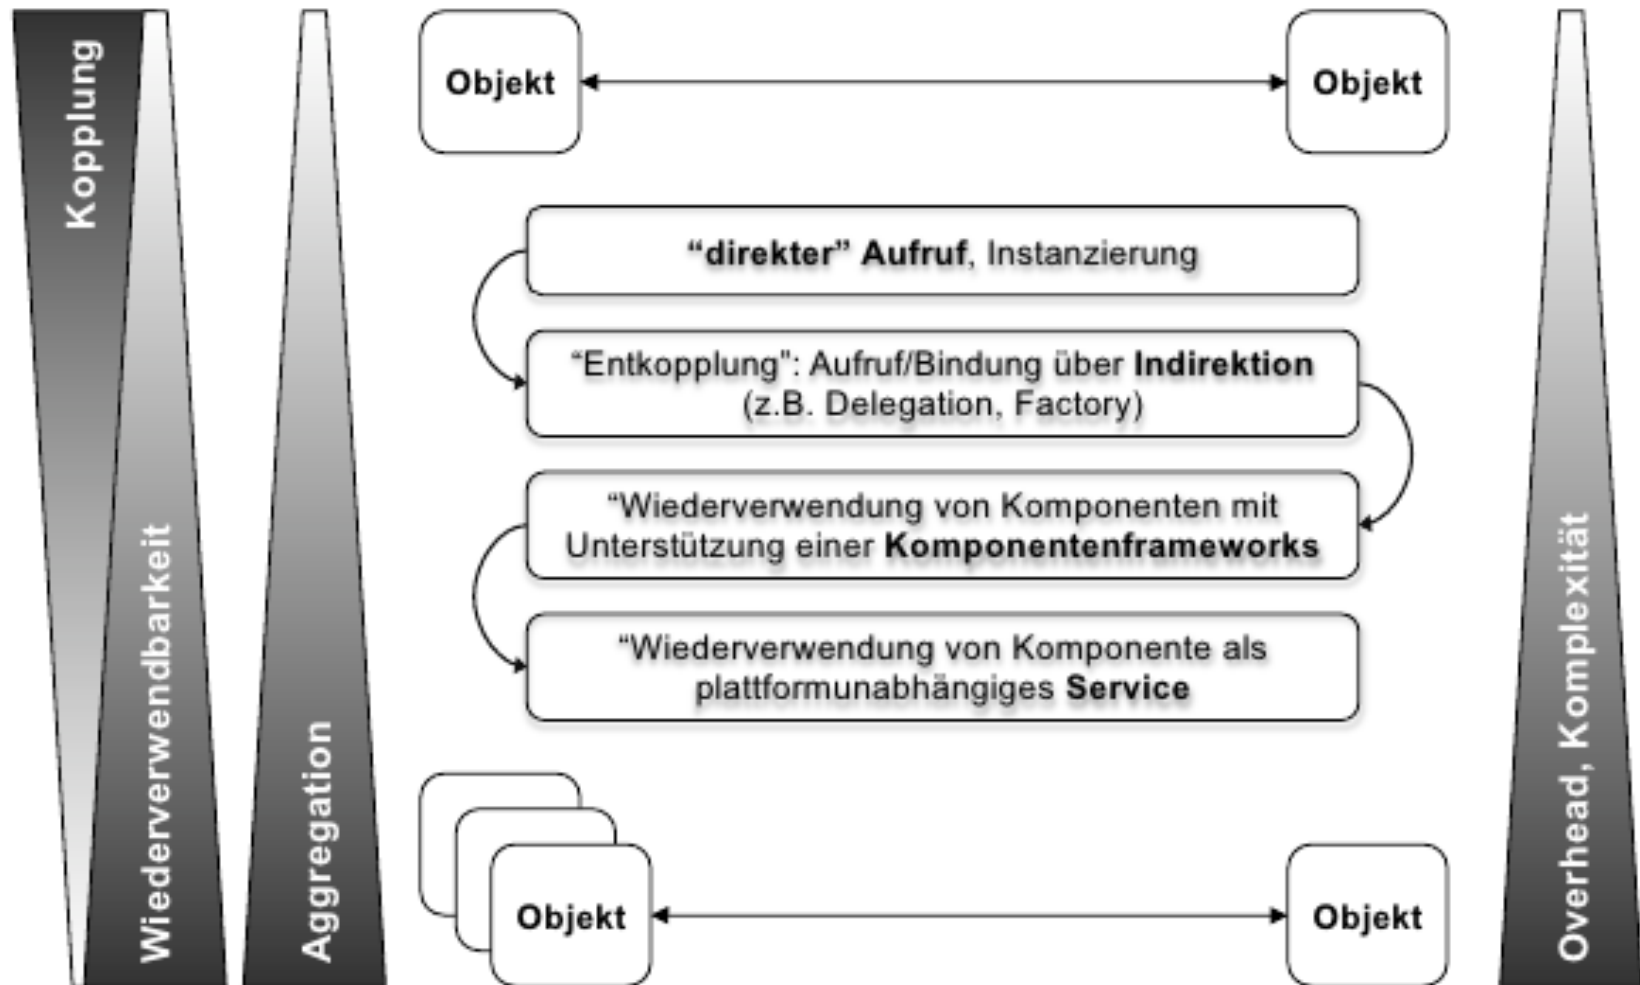 Kopplung
Wiederverwendbarkeit
Aggregation
Objekt
Objekt
“direkter” Aufruf, Instanzierung
“Entkopplung”: Aufruf/Bindung über Indirektion
(z.B. Delegation, Factory)
“Wiederverwendung von Komponenten mit
Unterstützung einer Komponentenframeworks
“Wiederverwendung von Komponente als
plattformunabhängiges Service
Objekt
Objekt
Overhead, Komplexität